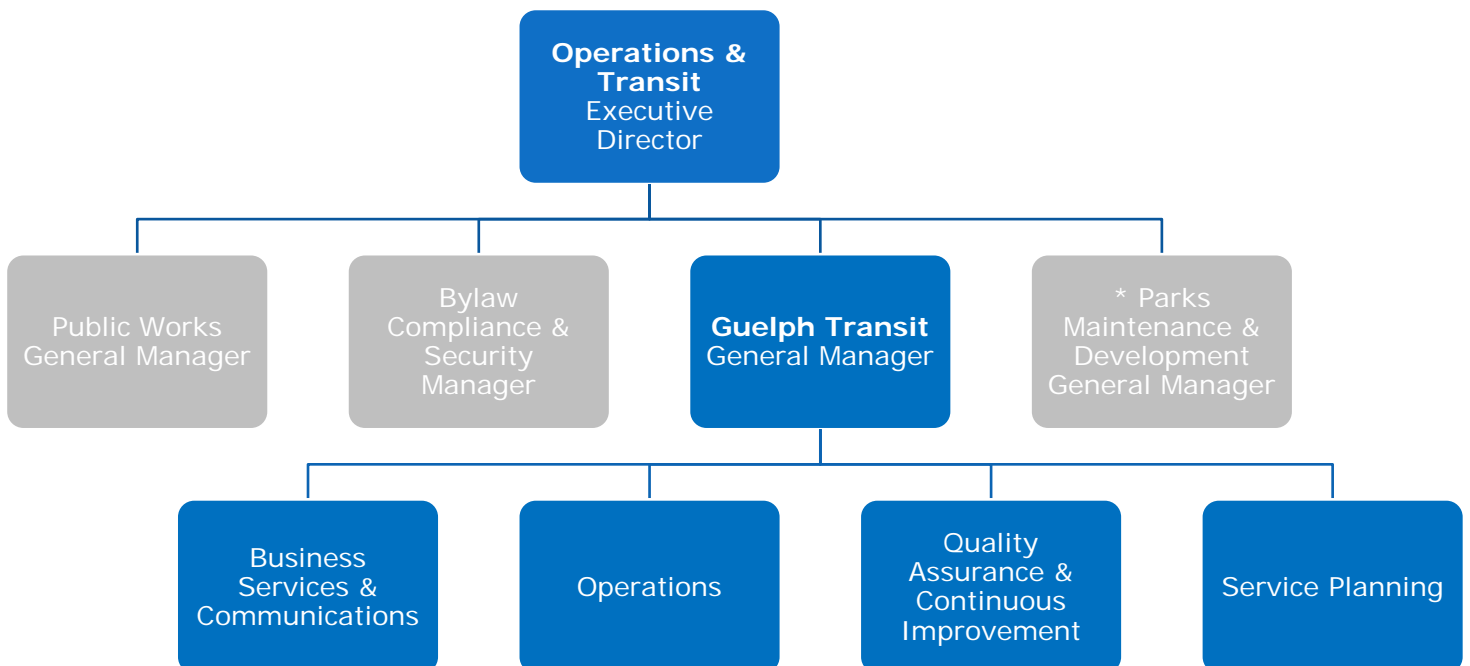 Operations &
Transit
Executive
Director
Public Works
General Manager
Bylaw
Compliance &
Security
Manager
Guelph Transit
General Manager
* Parks
Maintenance &
Development
General Manager
Business
Services &
Communications
Operations
Quality
Assurance &
Continuous
Improvement
Service Planning